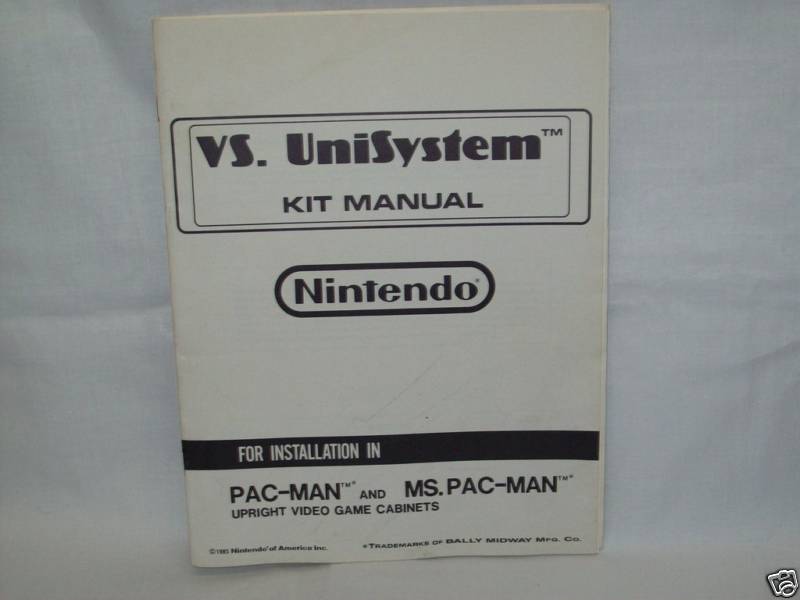 VS. UniSystem™
KIT MANUAL
Nintendo®
FOR INSTALLATION IN
PAC-MAN™* AND MS. PAC-MAN™*
UPRIGHT VIDEO GAME CABINETS
©1985 Nintendo of America Inc.
*TRADEMARKS OF BALLY MIDWAY MFG. CO.